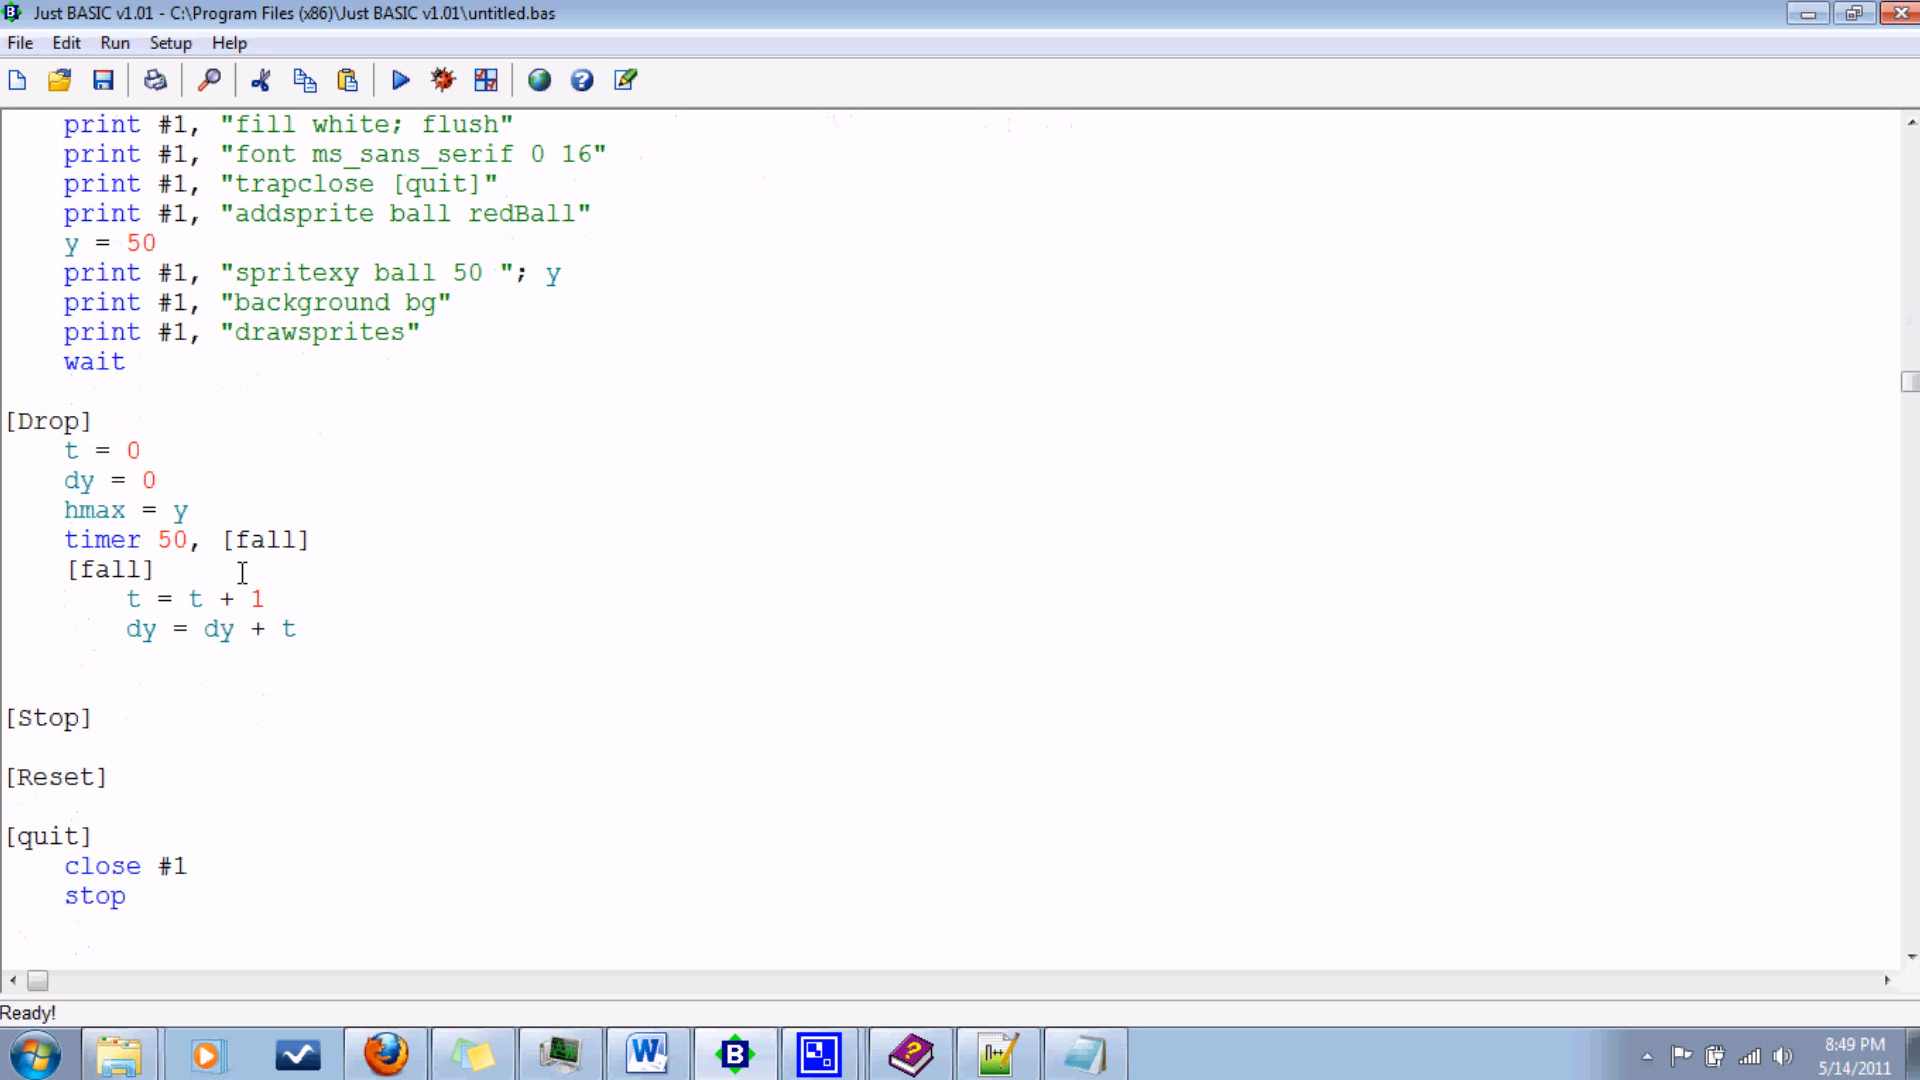 Just BASIC v1.01 - C:\Program Files (x86)\Just BASIC v1.01\untitled.bas
File Edit Run Setup Help
print #1, "fill white; flush"
print #1, "font ms_sans_serif 0 16"
print #1, "trapclose [quit]"
print #1, "addsprite ball redBall"
y = 50
print #1, "spritexy ball 50 "; y
print #1, "background bg"
print #1, "drawsprites"
wait
[Drop]
t = 0
dy = 0
hmax = y
timer 50, [fall]
[fall]
t = t + 1
dy = dy + t
[Stop]
[Reset]
[quit]
close #1
stop
Ready!
8:49 PM
5/14/2011